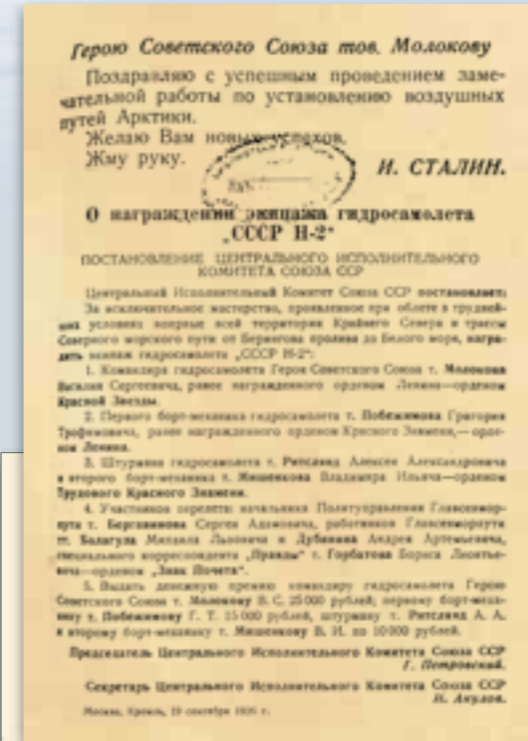 Герою Советского Союза тов. Молокову
Поздравляю с успешным проведением заме-
чательной работы по установлению воздушных
путей Арктики.
Желаю Вам новых успехов.
Жму руку.
И. СТАЛИН.
О награждении экипажа гидросамолета
„СССР Н-2“
ПОСТАНОВЛЕНИЕ ЦЕНТРАЛЬНОГО ИСПОЛНИТЕЛЬНОГО
КОМИТЕТА СОЮЗА ССР
Центральный Исполнительный Комитет Союза ССР постановляет:
За исключительное мастерство, проявленное при облете в трудней-
ших условиях впервые всей территории Крайнего Севера и трассы
Северного морского пути от Берингова пролива до Белого моря, награ-
дить экипаж гидросамолета „СССР Н-2“:
1. Командира гидросамолета Героя Советского Союза т. Молокова
Василия Сергеевича, ранее награжденного орденом Ленина—орденом
Красной Звезды.
2. Первого борт-механика гидросамолета т. Побежимова Григория
Трофимовича, ранее награжденного орденом Красного Знамени,—орде-
ном Ленина.
3. Штурмана гидросамолета т. Ритслянд Алексея Александровича
и второго борт-механика т. Мишенкова Владимира Ильича—орденом
Трудового Красного Знамени.
4. Участников перелета: начальника Политуправления Главсевмор-
пути т. Бергавинова Сергея Адамовича, работников Главсевморпути
тт. Балагула Михаила Львовича и Дубинина Андрея Артемьевича,
специального корреспондента „Правды“ т. Горбатова Бориса Леонтье-
вича—орденом „Знак Почета“.
5. Выдать денежную премию командиру гидросамолета Герою
Советского Союза т. Молокову В. С. 25 000 рублей; первому борт-меха-
нику т. Побежимову Г. Т. 15 000 рублей, штурману т. Ритслянд А. А.
и второму борт-механику т. Мишенкову В. И. по 10 000 рублей.
Председатель Центрального Исполнительного Комитета Союза ССР
Г. Петровский.
Секретарь Центрального Исполнительного Комитета Союза ССР
И. Акулов.
Москва, Кремль, 19 сентября 1936 г.